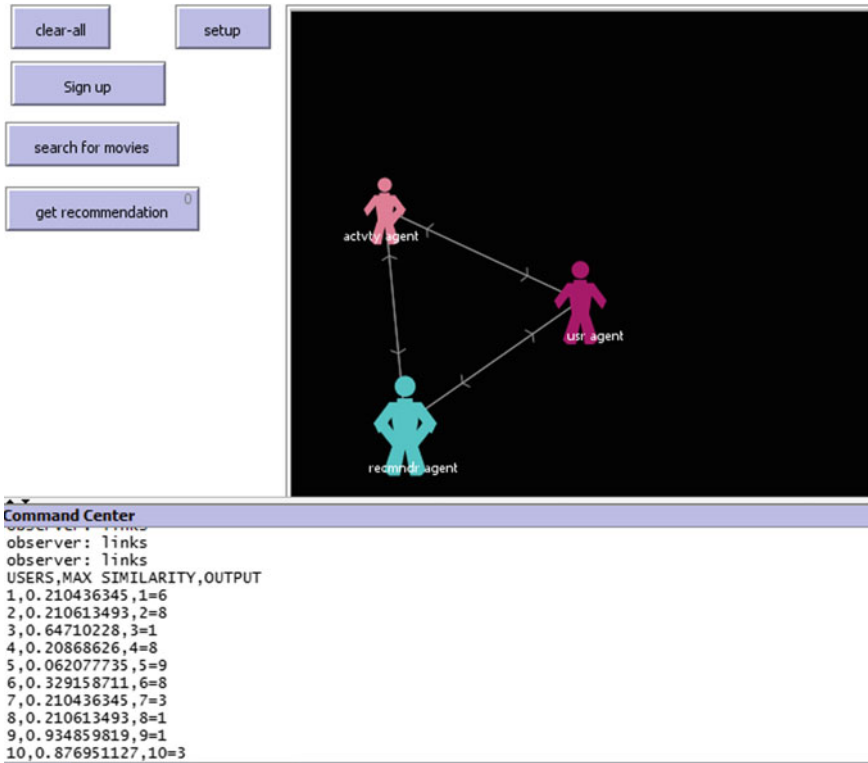 clear-all
setup
Sign up
search for movies
get recommendation
0
actvty agent
usr agent
recmndr agent
Command Center
observer: links
observer: links
observer: links
USERS,MAX SIMILARITY,OUTPUT
1,0.210436345,1=6
2,0.210613493,2=8
3,0.64710228,3=1
4,0.20868626,4=8
5,0.062077735,5=9
6,0.329158711,6=8
7,0.210436345,7=3
8,0.210613493,8=1
9,0.934859819,9=1
10,0.876951127,10=3